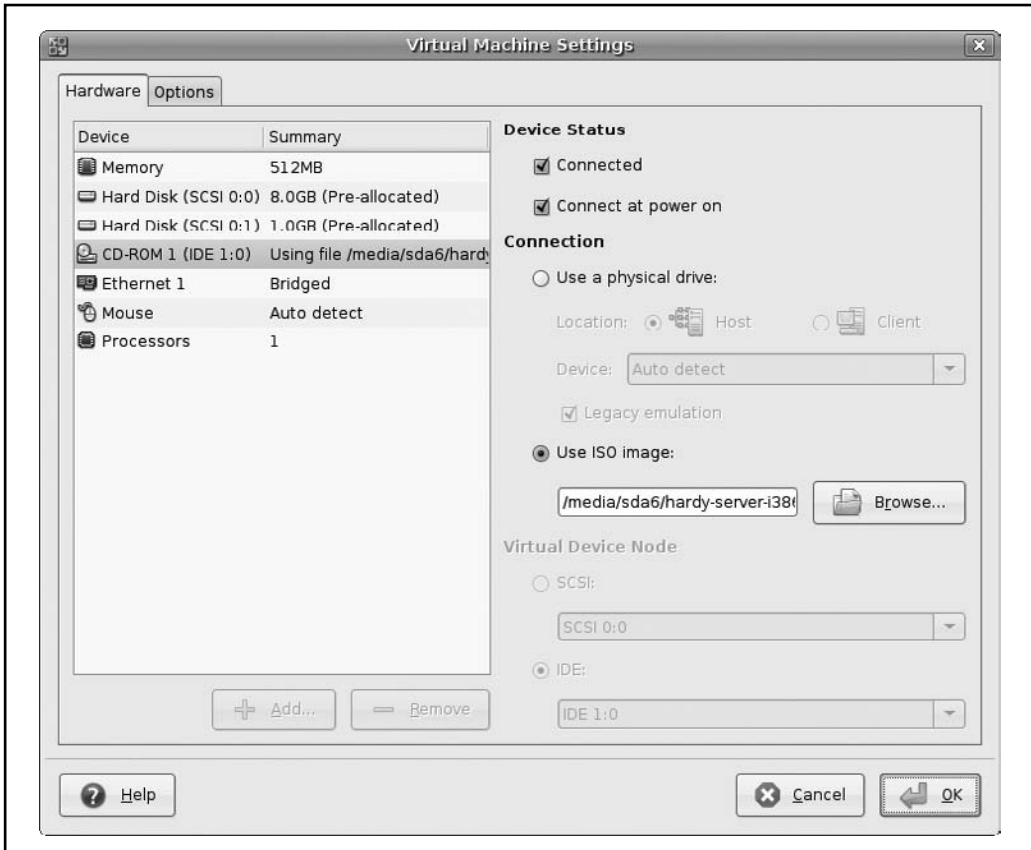 Virtual Machine Settings
Hardware
Options
Device Summary
Memory 512MB
Hard Disk (SCSI 0:0) 8.0GB (Pre-allocated)
Hard Disk (SCSI 0:1) 1.0GB (Pre-allocated)
CD-ROM 1 (IDE 1:0) Using file /media/sda6/hard
Ethernet 1 Bridged
Mouse Auto detect
Processors 1
Add...
Remove
Device Status
Connected
Connect at power on
Connection
Use a physical drive:
Location: Host Client
Device: Auto detect
Legacy emulation
Use ISO image:
/media/sda6/hardy-server-i386
Browse...
Virtual Device Node
SCSI:
SCSI 0:0
IDE:
IDE 1:0
Help
Cancel
OK